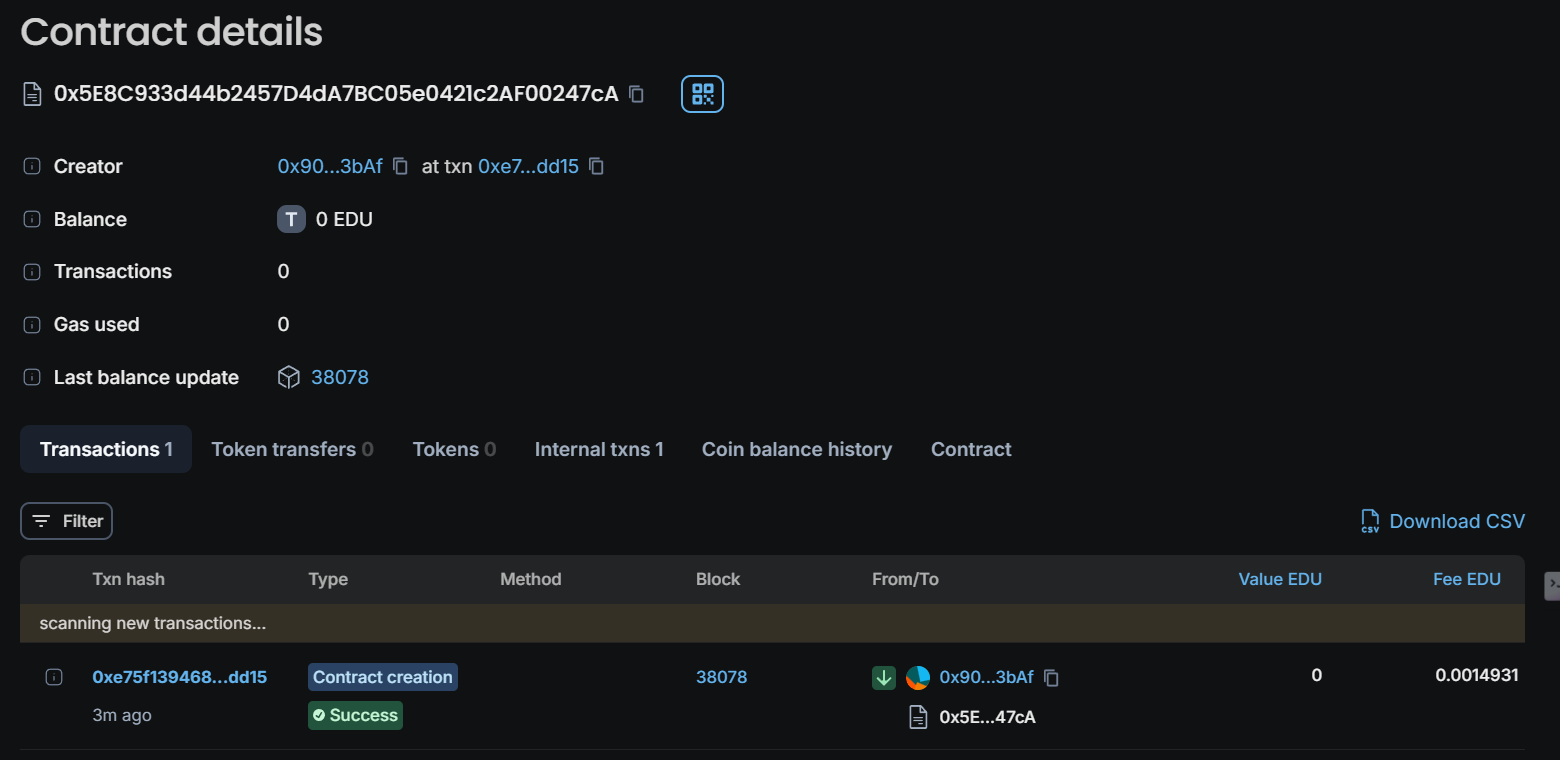 Contract details
0x5E8C933d44b2457D4dA7BC05e0421c2AF00247cA
Creator 0x90...3bAf at txn 0xe7...dd15
Balance T 0 EDU
Transactions 0
Gas used 0
Last balance update 38078
Transactions 1 Token transfers 0 Tokens 0 Internal txns 1 Coin balance history Contract
Filter CSV Download CSV
Txn hash Type Method Block From/To Value EDU Fee EDU
scanning new transactions...
0xe75f139468...dd15 Contract creation 38078 0x90...3bAf 0 0.0014931
3m ago Success 0x5E...47cA